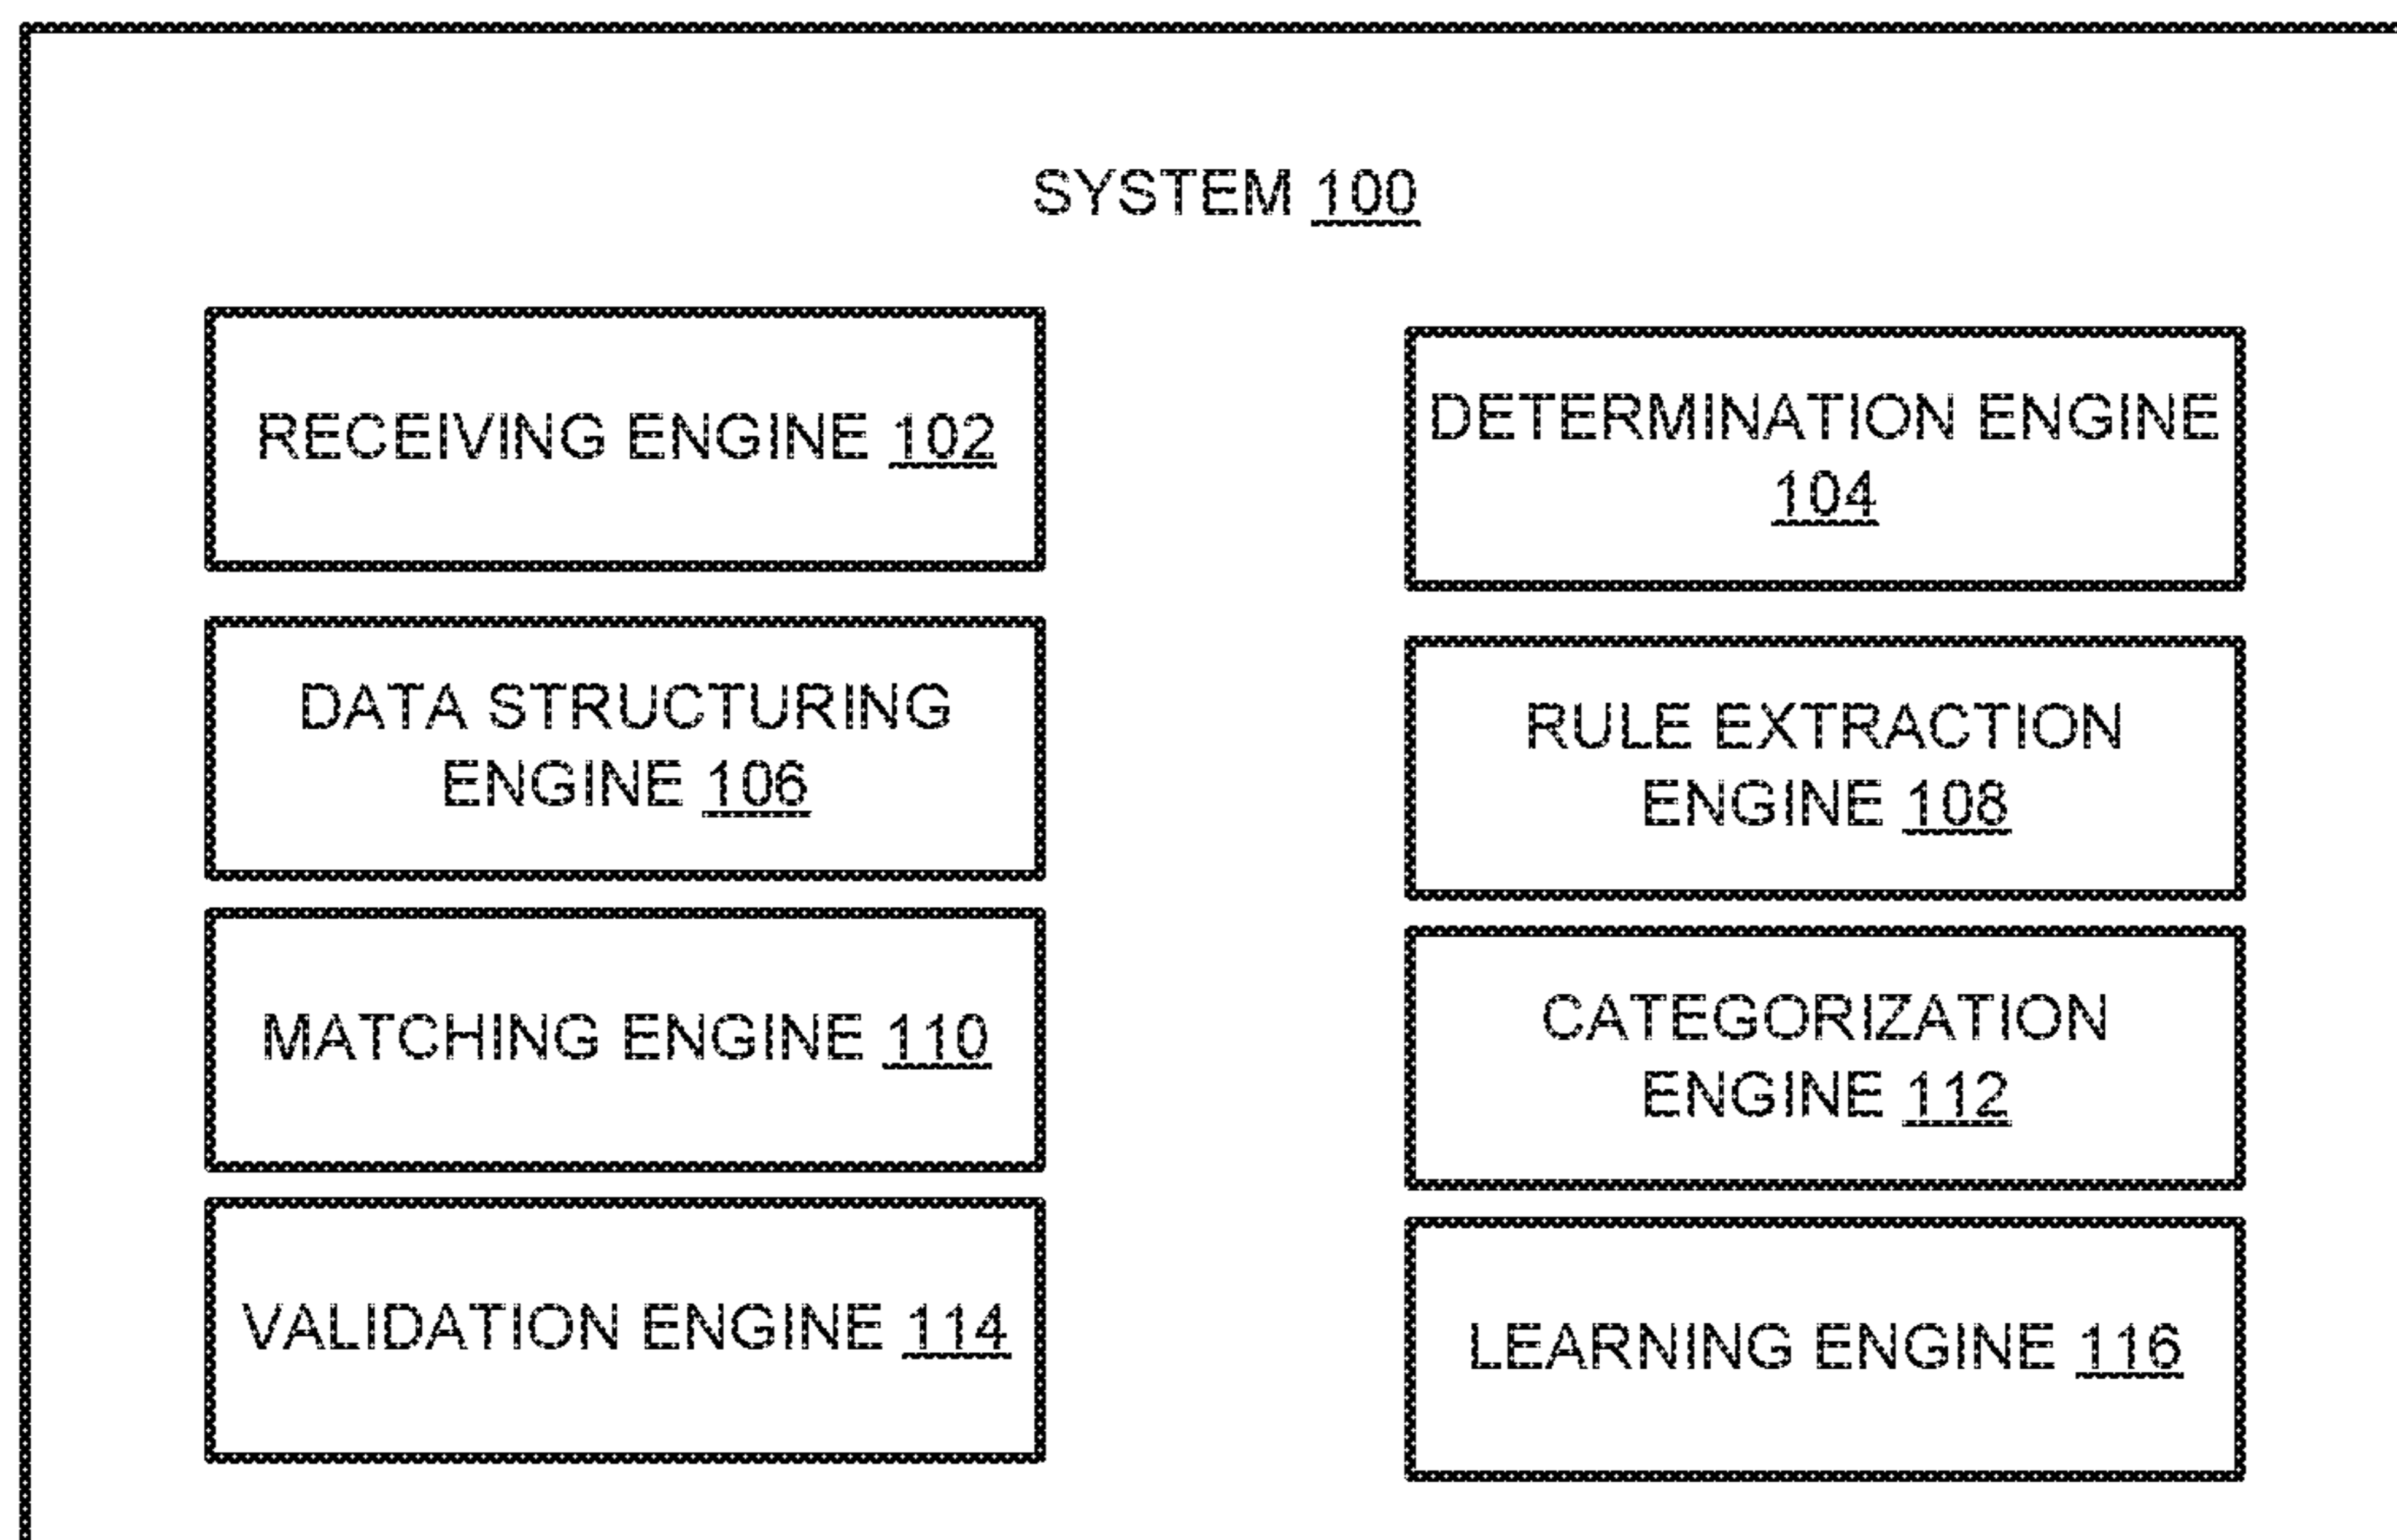 SYSTEM 100
RECEIVING ENGINE 102
DETERMINATION ENGINE
104
DATA STRUCTURING
ENGINE 106
RULE EXTRACTION
ENGINE 108
MATCHING ENGINE 110
CATEGORIZATION
ENGINE 112
VALIDATION ENGINE 114
LEARNING ENGINE 116